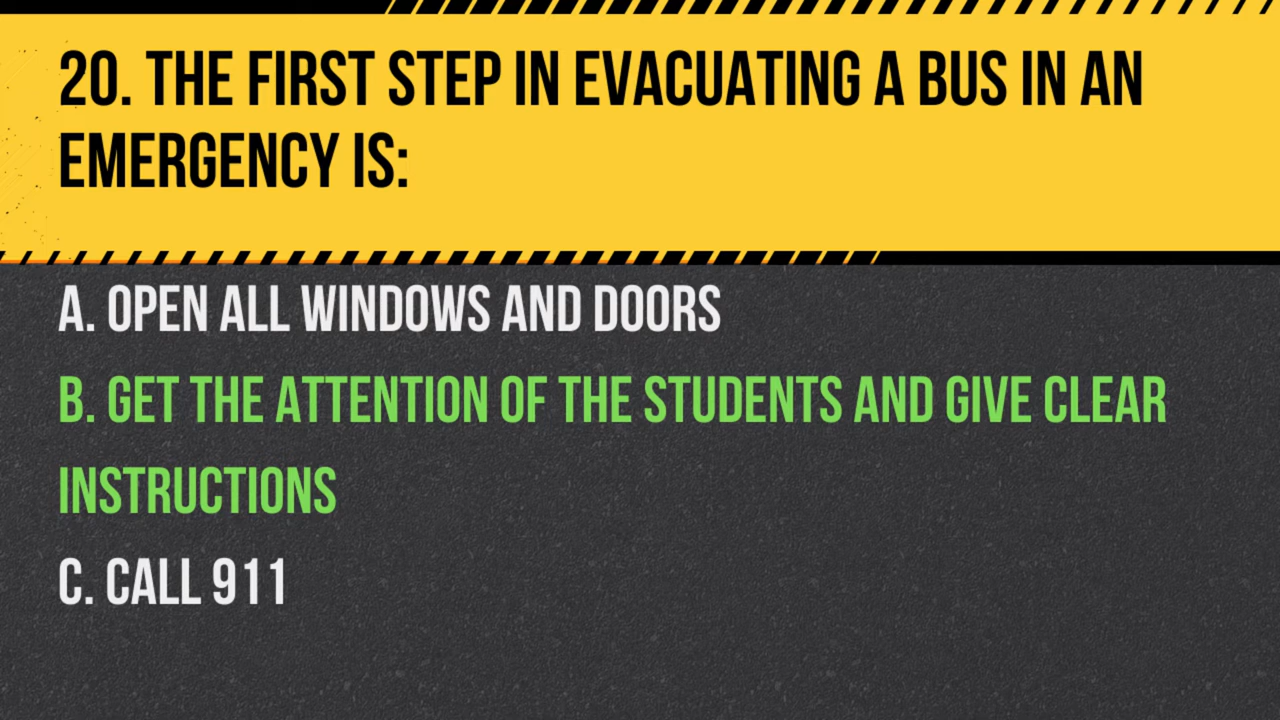 20. THE FIRST STEP IN EVACUATING A BUS IN AN
EMERGENCY IS:
A. OPEN ALL WINDOWS AND DOORS
B. GET THE ATTENTION OF THE STUDENTS AND GIVE CLEAR
INSTRUCTIONS
C. CALL 911